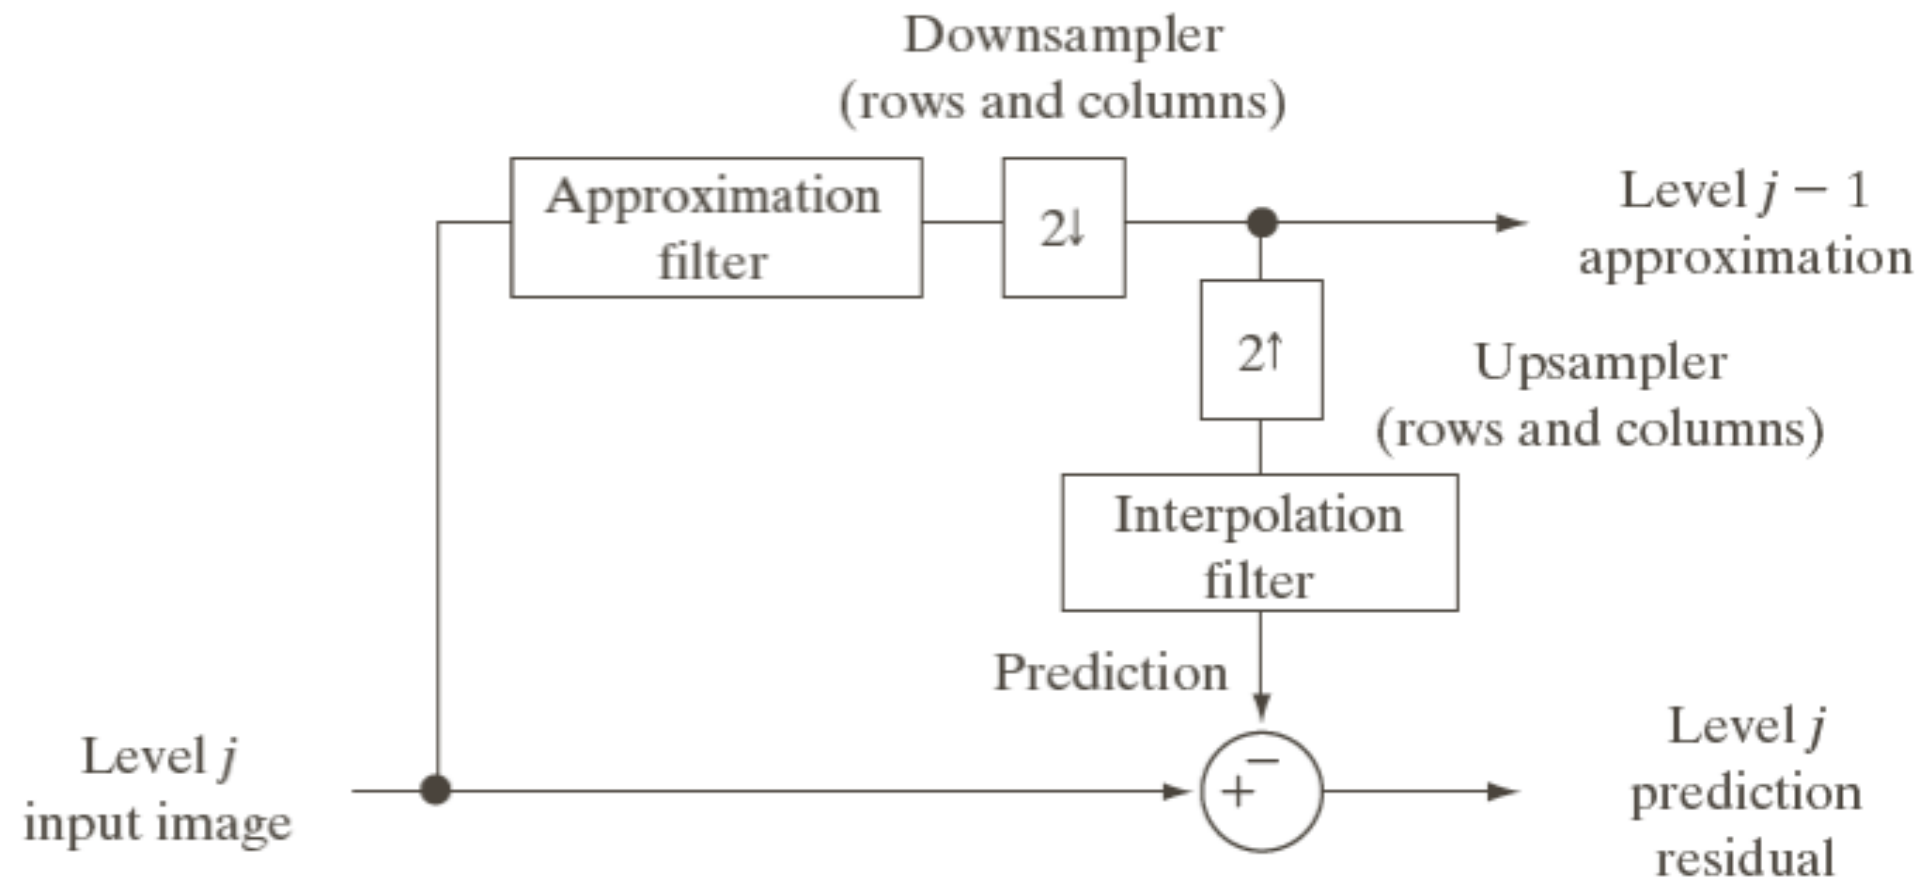 Downsampler
(rows and columns)
Approximation
filter
2↓
Level j − 1
approximation
2↑
Upsampler
(rows and columns)
Interpolation
filter
Prediction
Level j
input image
+
−
Level j
prediction
residual